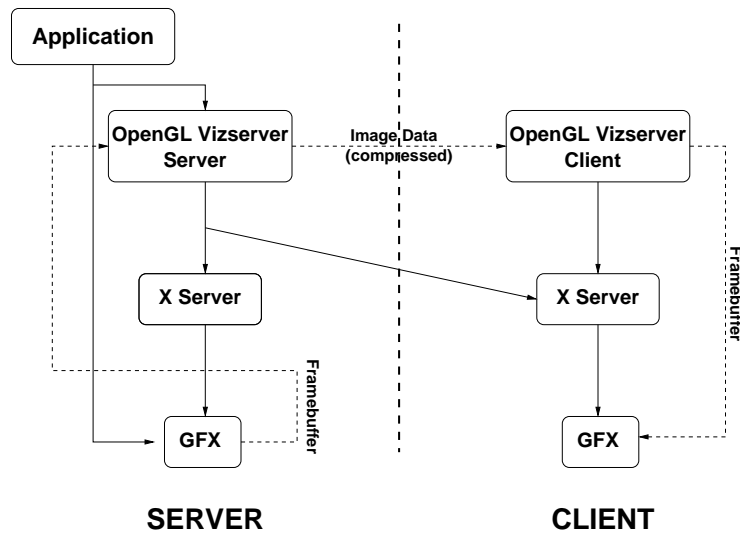 Application
OpenGL Vizserver
Server
Image Data
(compressed)
OpenGL Vizserver
Client
X Server
X Server
Framebuffer
Framebuffer
GFX
GFX
SERVER
CLIENT